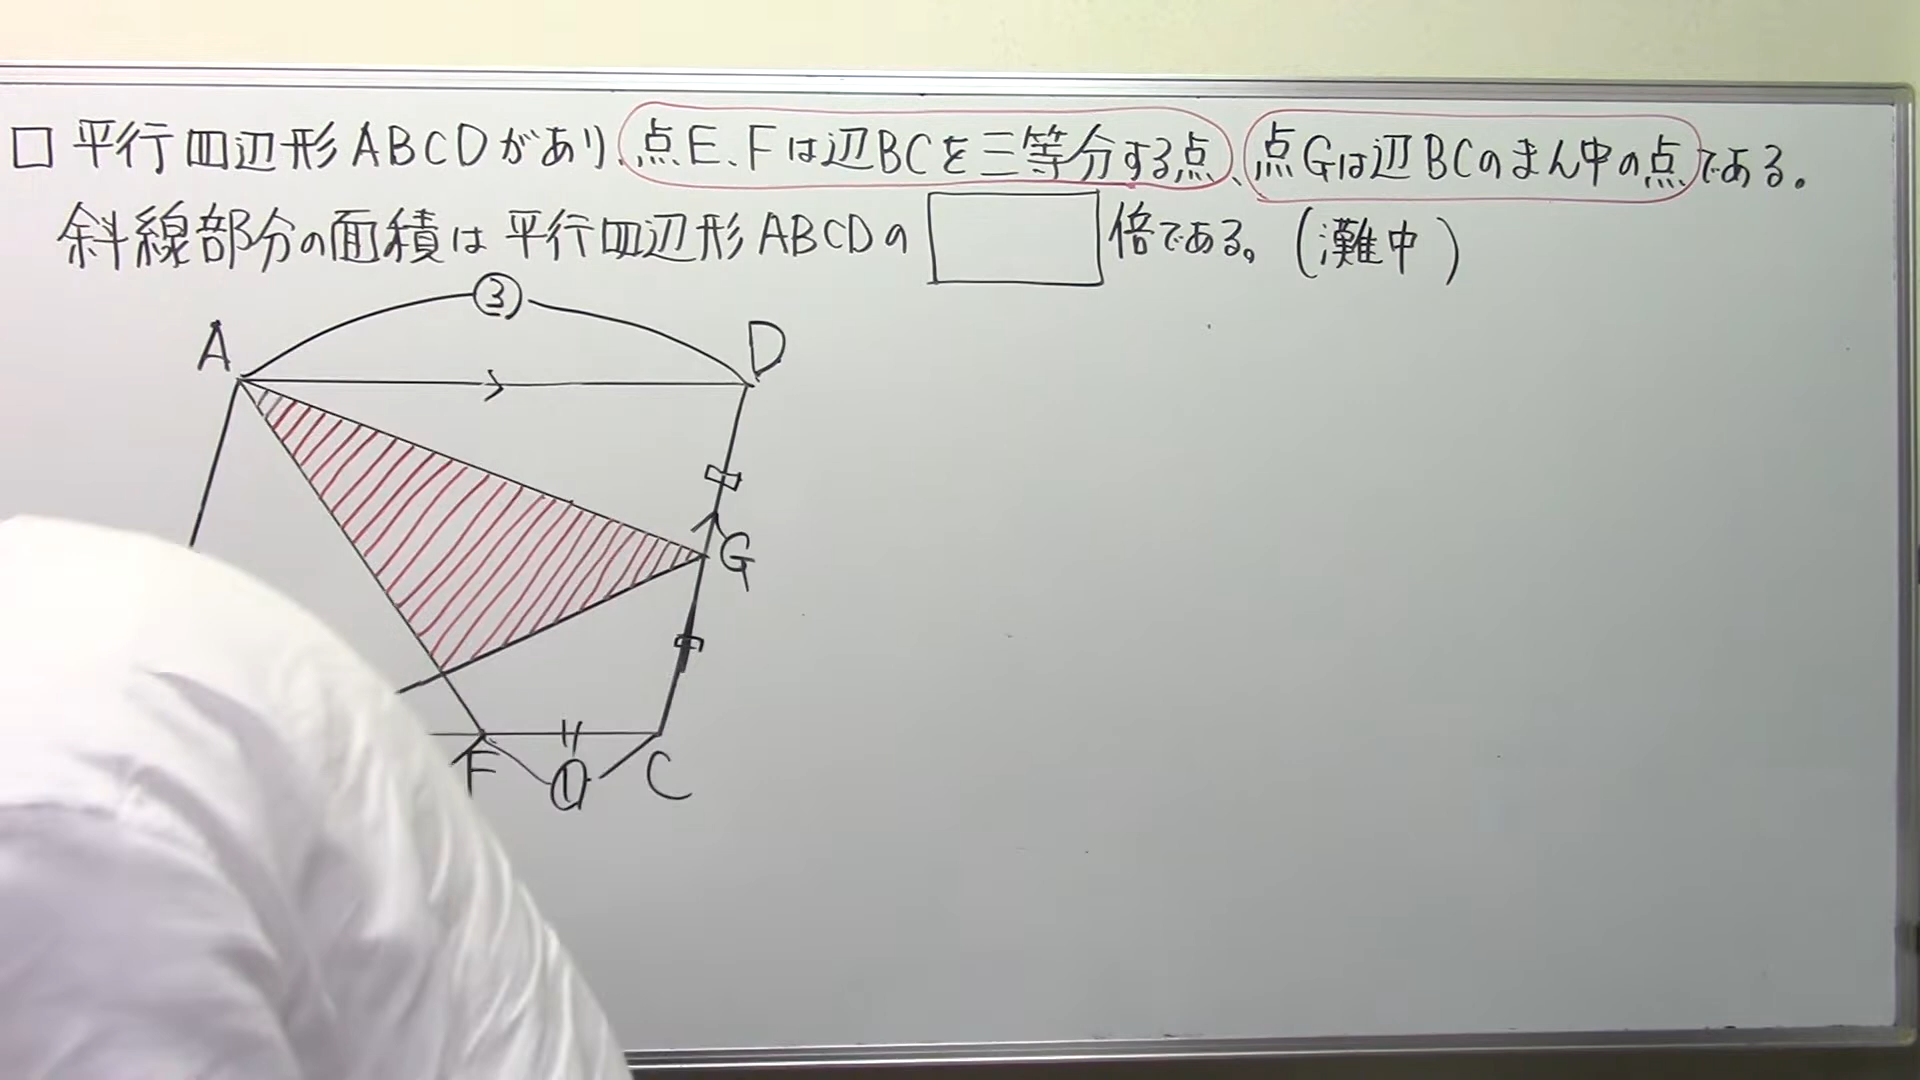 □ 平行四辺形ABCDがあり、点E、Fは辺BCを三等分する点、点Gは辺BCのまん中の点である。
斜線部分の面積は平行四辺形ABCDの□倍である。(灘中)
③
A
D
G
F
①
C